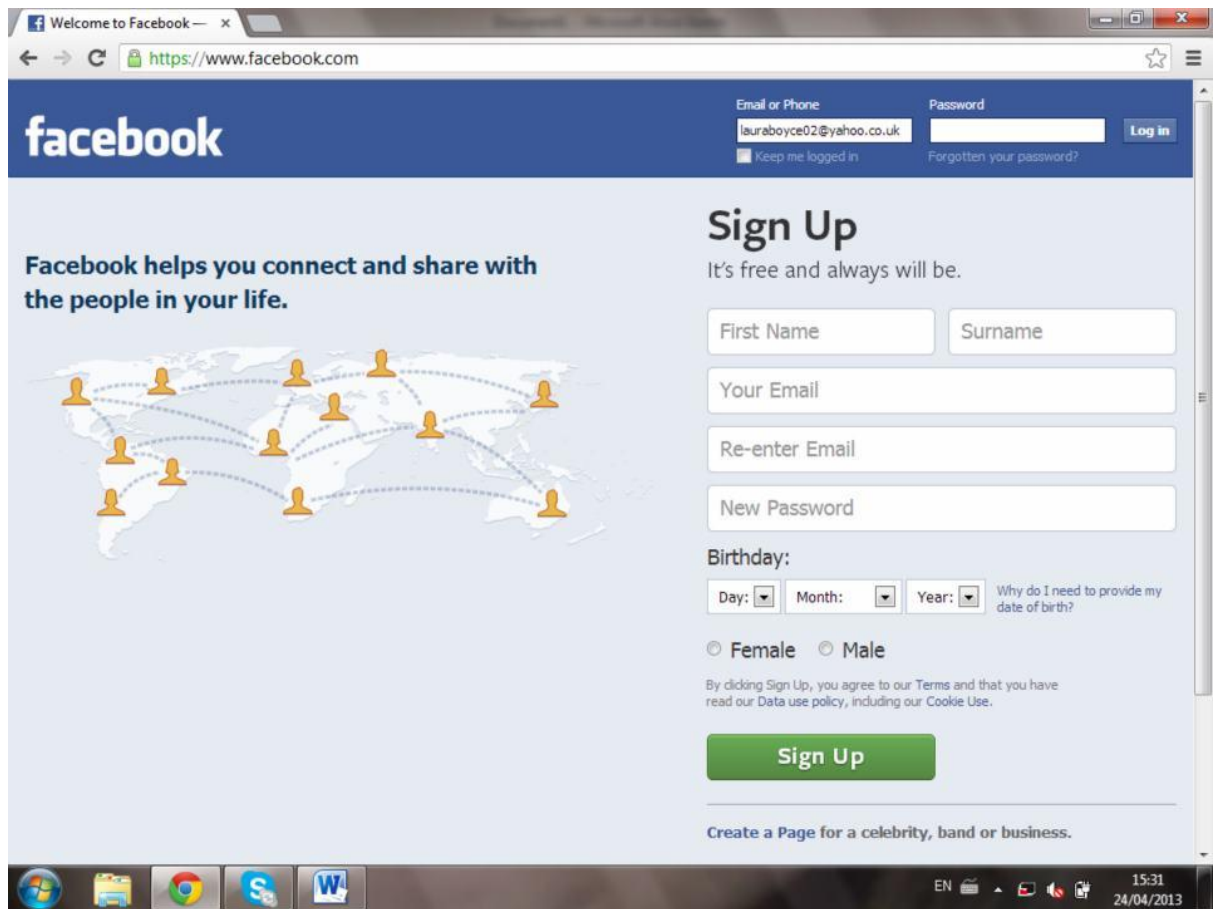 Welcome to Facebook —
https://www.facebook.com
facebook
Email or Phone
Password
lauraboyce02@yahoo.co.uk
Log in
Keep me logged in
Forgotten your password?
Facebook helps you connect and share with
the people in your life.
Sign Up
It's free and always will be.
First Name
Surname
Your Email
Re-enter Email
New Password
Birthday:
Day:
Month:
Year:
Why do I need to provide my
date of birth?
Female
Male
By clicking Sign Up, you agree to our Terms and that you have
read our Data use policy, including our Cookie Use.
Sign Up
Create a Page for a celebrity, band or business.
EN
15:31
24/04/2013